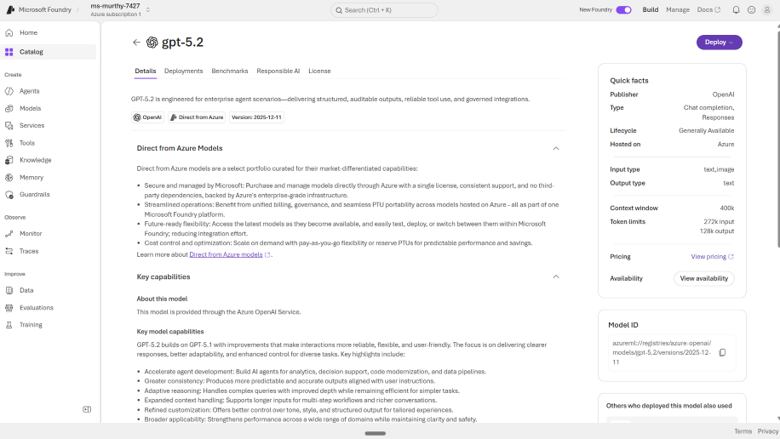 Microsoft Foundry
/
ms-murthy-7427
Azure subscription 1
Search (Ctrl + K)
New Foundry
Build
Manage
Docs
Home
Catalog
Create
Agents
Models
Services
Tools
Knowledge
Memory
Guardrails
Observe
Monitor
Traces
Improve
Data
Evaluations
Training
gpt-5.2
Deploy
Details
Deployments
Benchmarks
Responsible AI
License
GPT-5.2 is engineered for enterprise agent scenarios—delivering structured, auditable outputs, reliable tool use, and governed integrations.
OpenAI
Direct from Azure
Version: 2025-12-11
Direct from Azure Models
Direct from Azure models are a select portfolio curated for their market-differentiated capabilities:
• Secure and managed by Microsoft: Purchase and manage models directly through Azure with a single license, consistent support, and no third-
party dependencies, backed by Azure's enterprise-grade infrastructure.
• Streamlined operations: Benefit from unified billing, governance, and seamless PTU portability across models hosted on Azure - all as part of one
Microsoft Foundry platform.
• Future-ready flexibility: Access the latest models as they become available, and easily test, deploy, or switch between them within Microsoft
Foundry; reducing integration effort.
• Cost control and optimization: Scale on demand with pay-as-you-go flexibility or reserve PTUs for predictable performance and savings.
Learn more about Direct from Azure models.
Key capabilities
About this model
This model is provided through the Azure OpenAI Service.
Key model capabilities
GPT-5.2 builds on GPT-5.1 with improvements that make interactions more reliable, flexible, and user-friendly. The focus is on delivering clearer
responses, better adaptability, and enhanced control for diverse tasks. Key highlights include:
• Accelerate agent development: Build AI agents for analytics, decision support, code modernization, and data pipelines.
• Greater consistency: Produces more predictable and accurate outputs aligned with user instructions.
• Adaptive reasoning: Handles complex queries with improved depth while remaining efficient for simpler tasks.
• Expanded context handling: Supports longer inputs for multi-step workflows and richer conversations.
• Refined customization: Offers better control over tone, style, and structured output for tailored experiences.
• Broader applicability: Strengthens performance across a wide range of domains while maintaining clarity and safety.
Quick facts
Publisher OpenAI
Type Chat completion,
Responses
Lifecycle Generally Available
Hosted on Azure
Input type text,image
Output type text
Context window 400k
Token limits 272k input
128k output
Pricing View pricing
Availability View availability
Model ID
azureml://registries/azure-openai/
models/gpt-5.2/versions/2025-12-
11
Others who deployed this model also used
Terms
Privacy